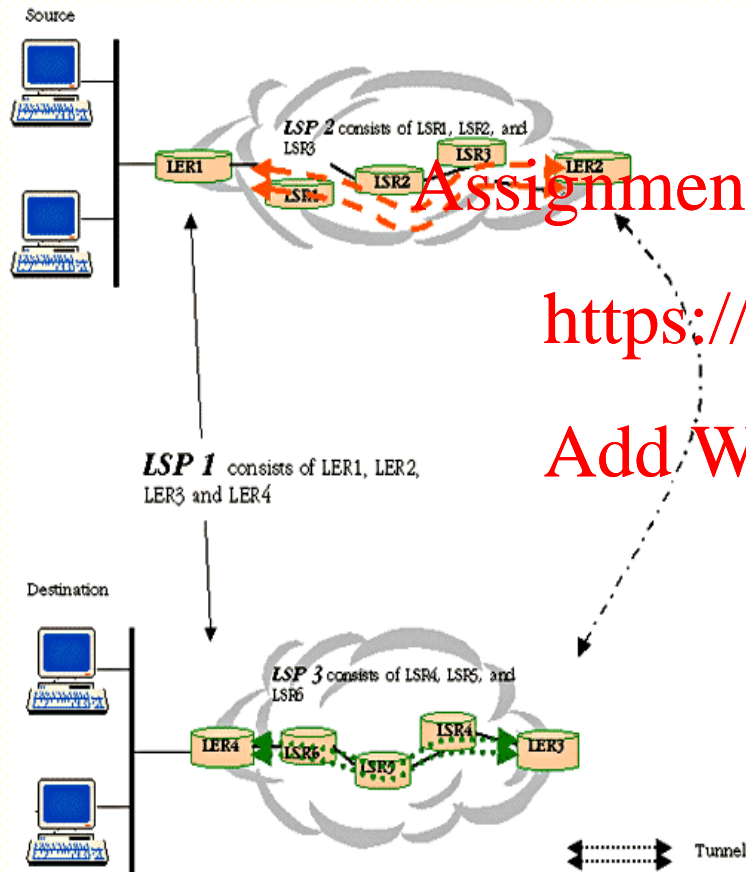 Source
LSP 2 consists of LSR1, LSR2, and
LSR3
LER1
LSR1
LSR2
LSR3
LER2
Assignmen
https://
Add W
LSP 1 consists of LER1, LER2,
LER3 and LER4
Destination
LSP 3 consists of LSR4, LSR5, and
LSR6
LER4
LSR6
LSR5
LSR4
LER3
Tunnel